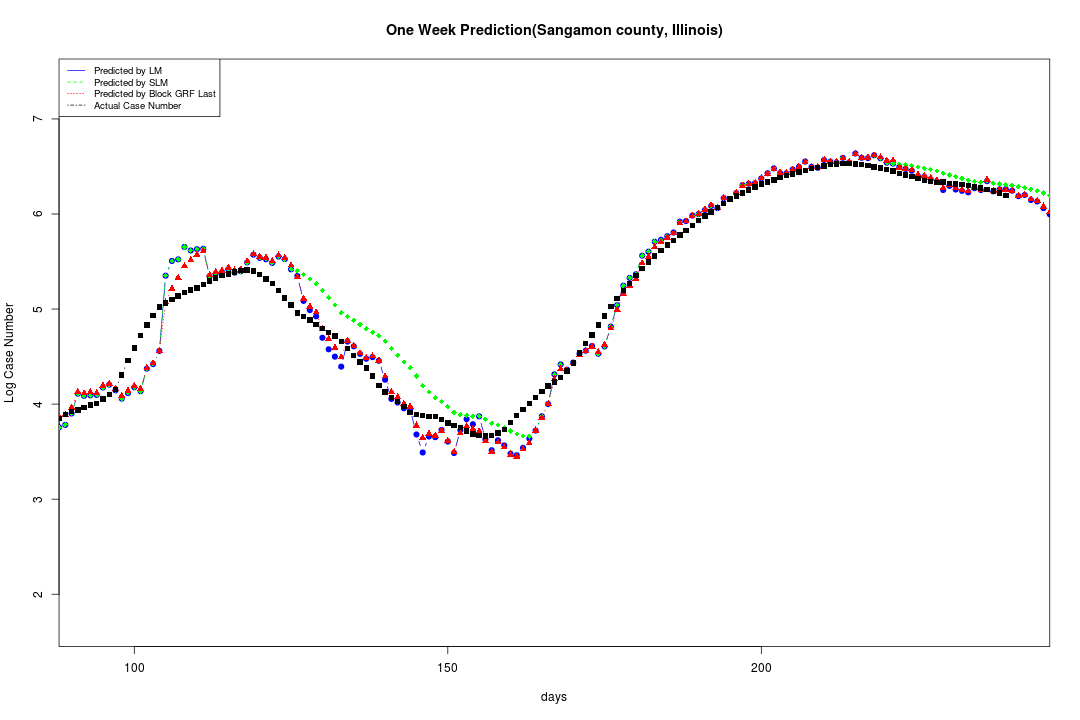 One Week Prediction(Sangamon county, Illinois)
Predicted by LM
Predicted by SLM
Predicted by Block GRF Last
Actual Case Number
Log Case Number
7
6
5
4
3
2
100
150
200
days